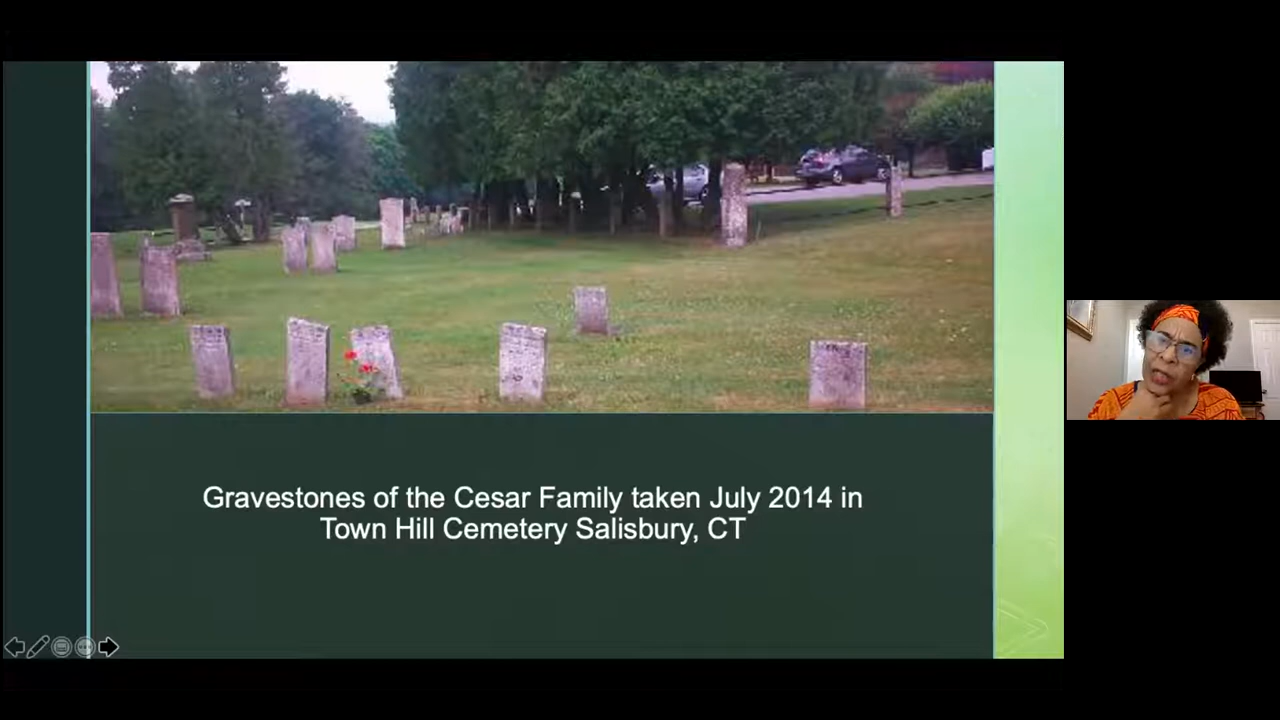 Gravestones of the Cesar Family taken July 2014 in
Town Hill Cemetery Salisbury, CT